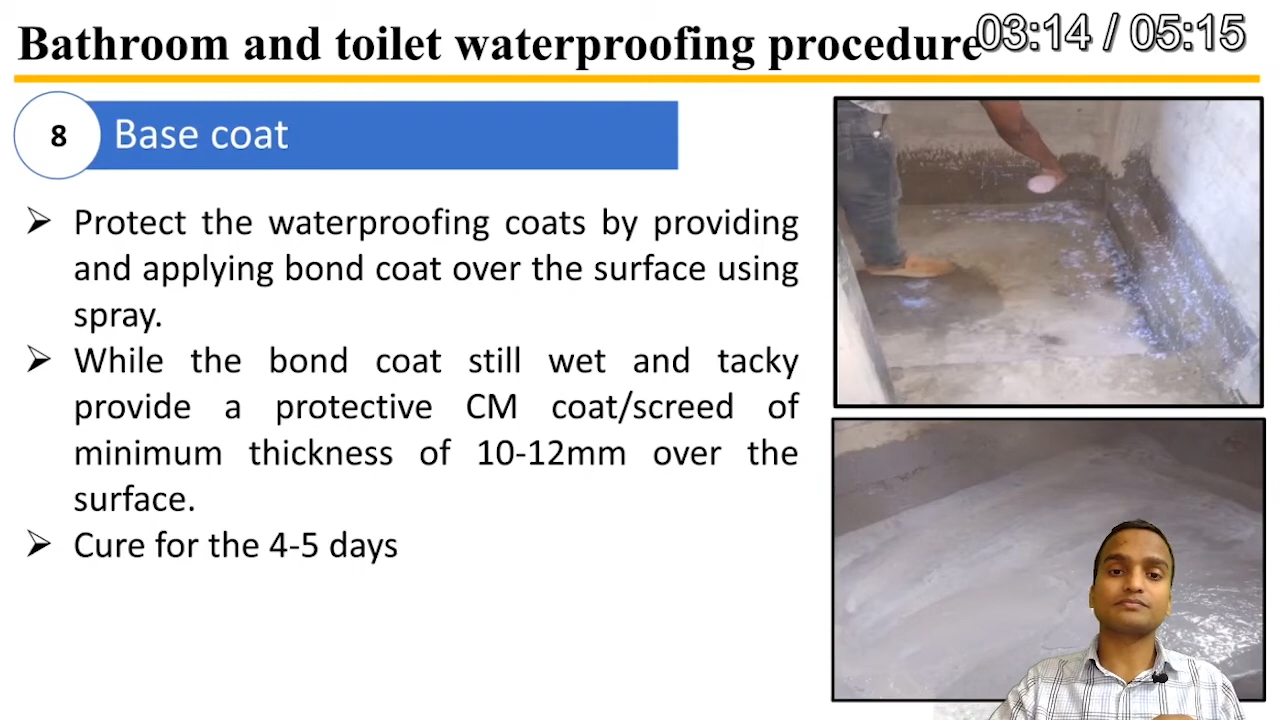 Bathroom and toilet waterproofing procedure
03:14 / 05:15
8
Base coat
➢ Protect the waterproofing coats by providing
and applying bond coat over the surface using
spray.
➢ While the bond coat still wet and tacky
provide a protective CM coat/screed of
minimum thickness of 10-12mm over the
surface.
➢ Cure for the 4-5 days